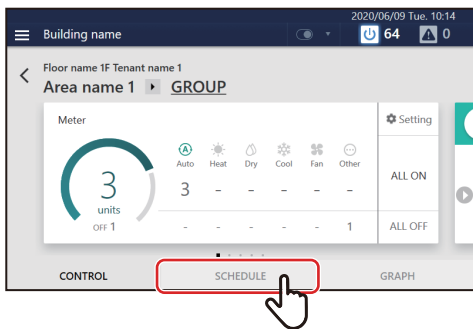 2020/06/09 Tue. 10:14
Building name
64
0
Floor name 1F Tenant name 1
Area name 1 GROUP
Meter
Setting
A
Auto Heat Dry Cool Fan Other
3 units
OFF 1
3 - - - - -
- - - - - 1
ALL ON
ALL OFF
CONTROL SCHEDULE GRAPH